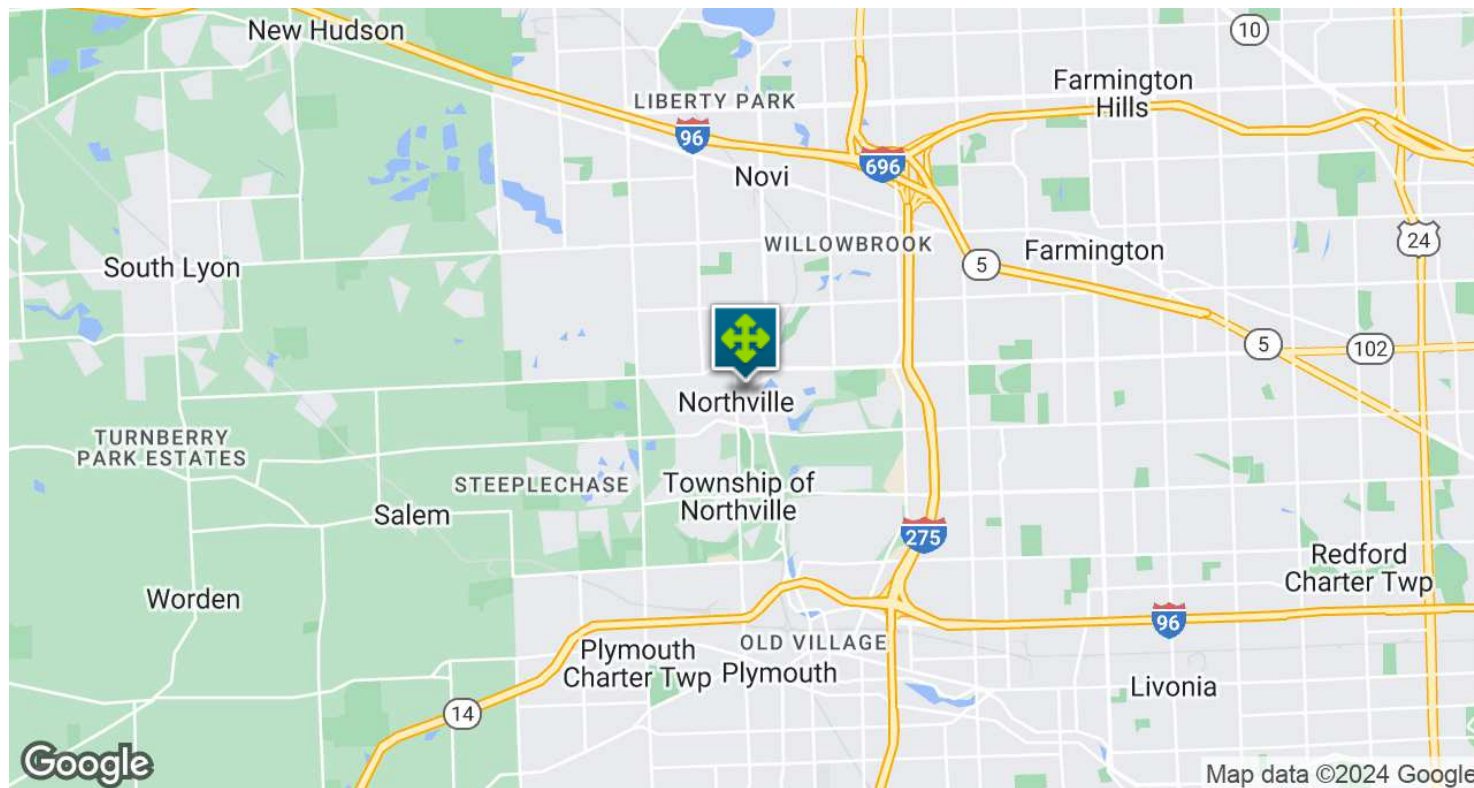 New Hudson
10
Farmington
Hills
LIBERTY PARK
96
696
Novi
WILLOWBROOK
24
Farmington
South Lyon
5
5
102
Northville
TURNBERRY
PARK ESTATES
STEEPLECHASE
Township of
Northville
Salem
275
Redford
Charter Twp
Worden
96
OLD VILLAGE
Plymouth
Charter Twp
Plymouth
Livonia
14
Google
Map data ©2024 Google